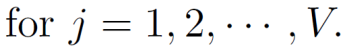 for j = 1, 2, ⋯ , V.